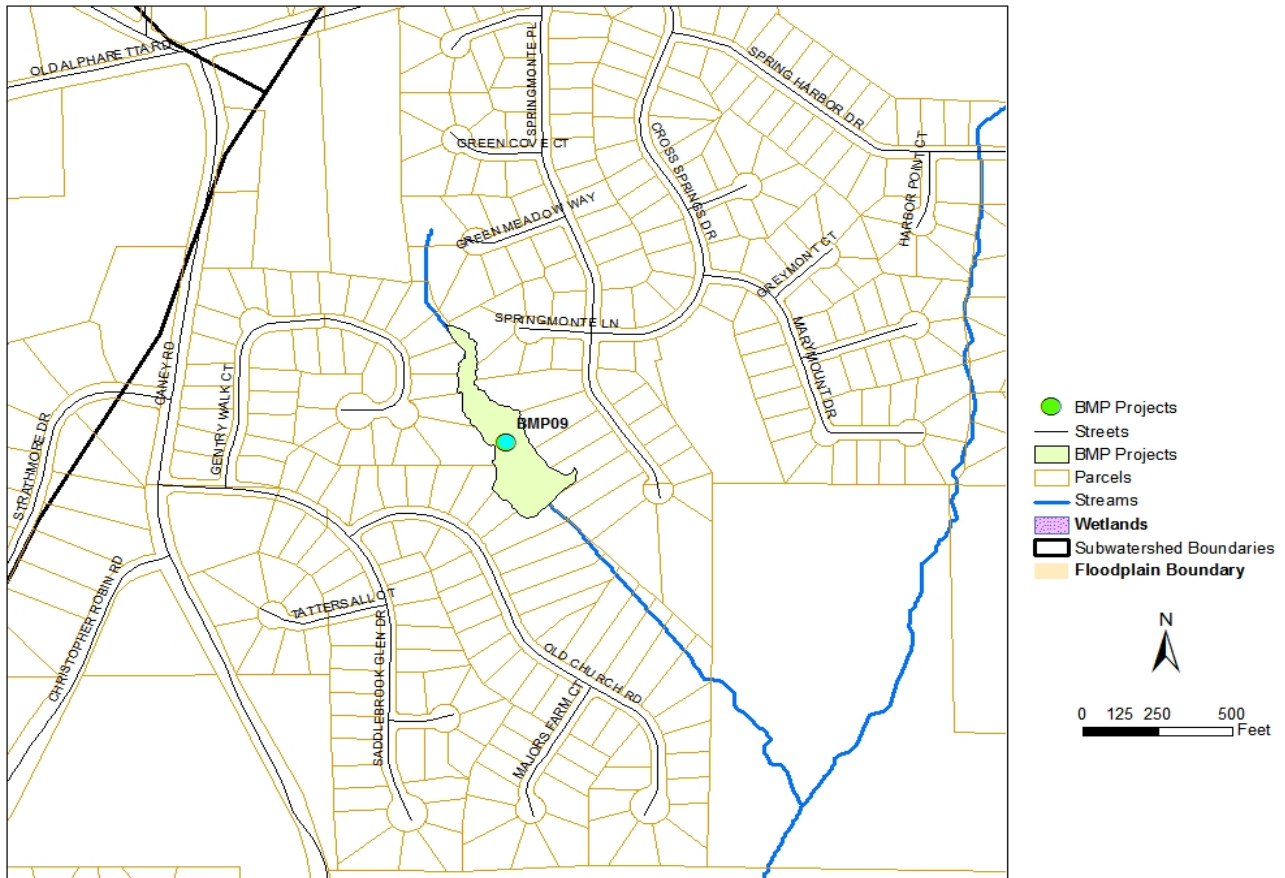 OLD ALPHARETTA RD
SPRINGMONTE PL
SPRING HARBOR DR
GREEN COVE CT
CROSS SPRINGS DR
HARBOR POINT CT
GREEN MEADOW WAY
GREYMONT CT
SPRINGMONTE LN
MARYMOUNT DR
CANEY RD
GENTRY WALK CT
STRATHMORE DR
BMP09
CHRISTOPHER ROBIN RD
TATTERSALL CT
SADDLEBROOK GLEN DR
OLD CHURCH RD
MAJORS FARM CT
BMP Projects
Streets
BMP Projects
Parcels
Streams
Wetlands
Subwatershed Boundaries
Floodplain Boundary
N
0 125 250 500
Feet